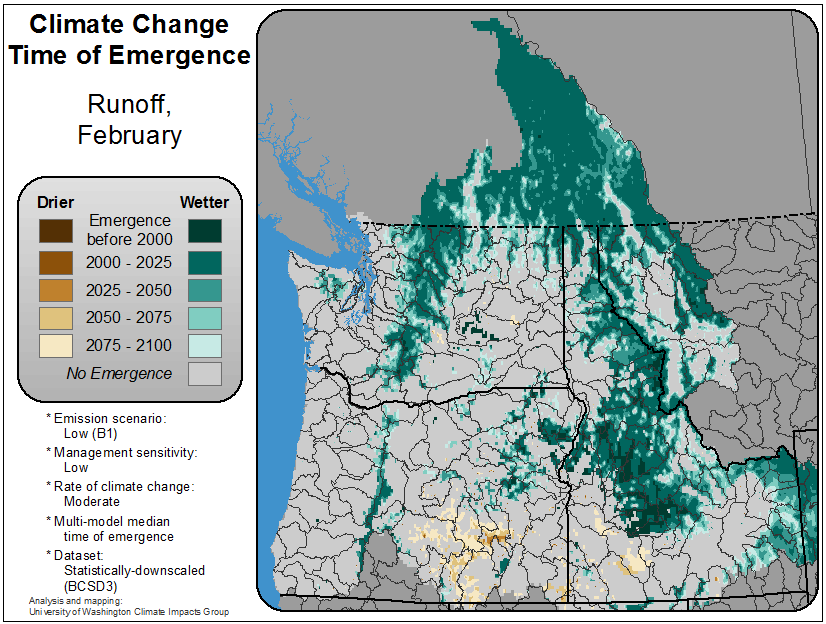 Climate Change
Time of Emergence
Runoff,
February
Drier Wetter
Emergence
before 2000
2000 - 2025
2025 - 2050
2050 - 2075
2075 - 2100
No Emergence
* Emission scenario:
Low (B1)
* Management sensitivity:
Low
* Rate of climate change:
Moderate
* Multi-model median
time of emergence
* Dataset:
Statistically-downscaled
(BCSD3)
Analysis and mapping:
University of Washington Climate Impacts Group